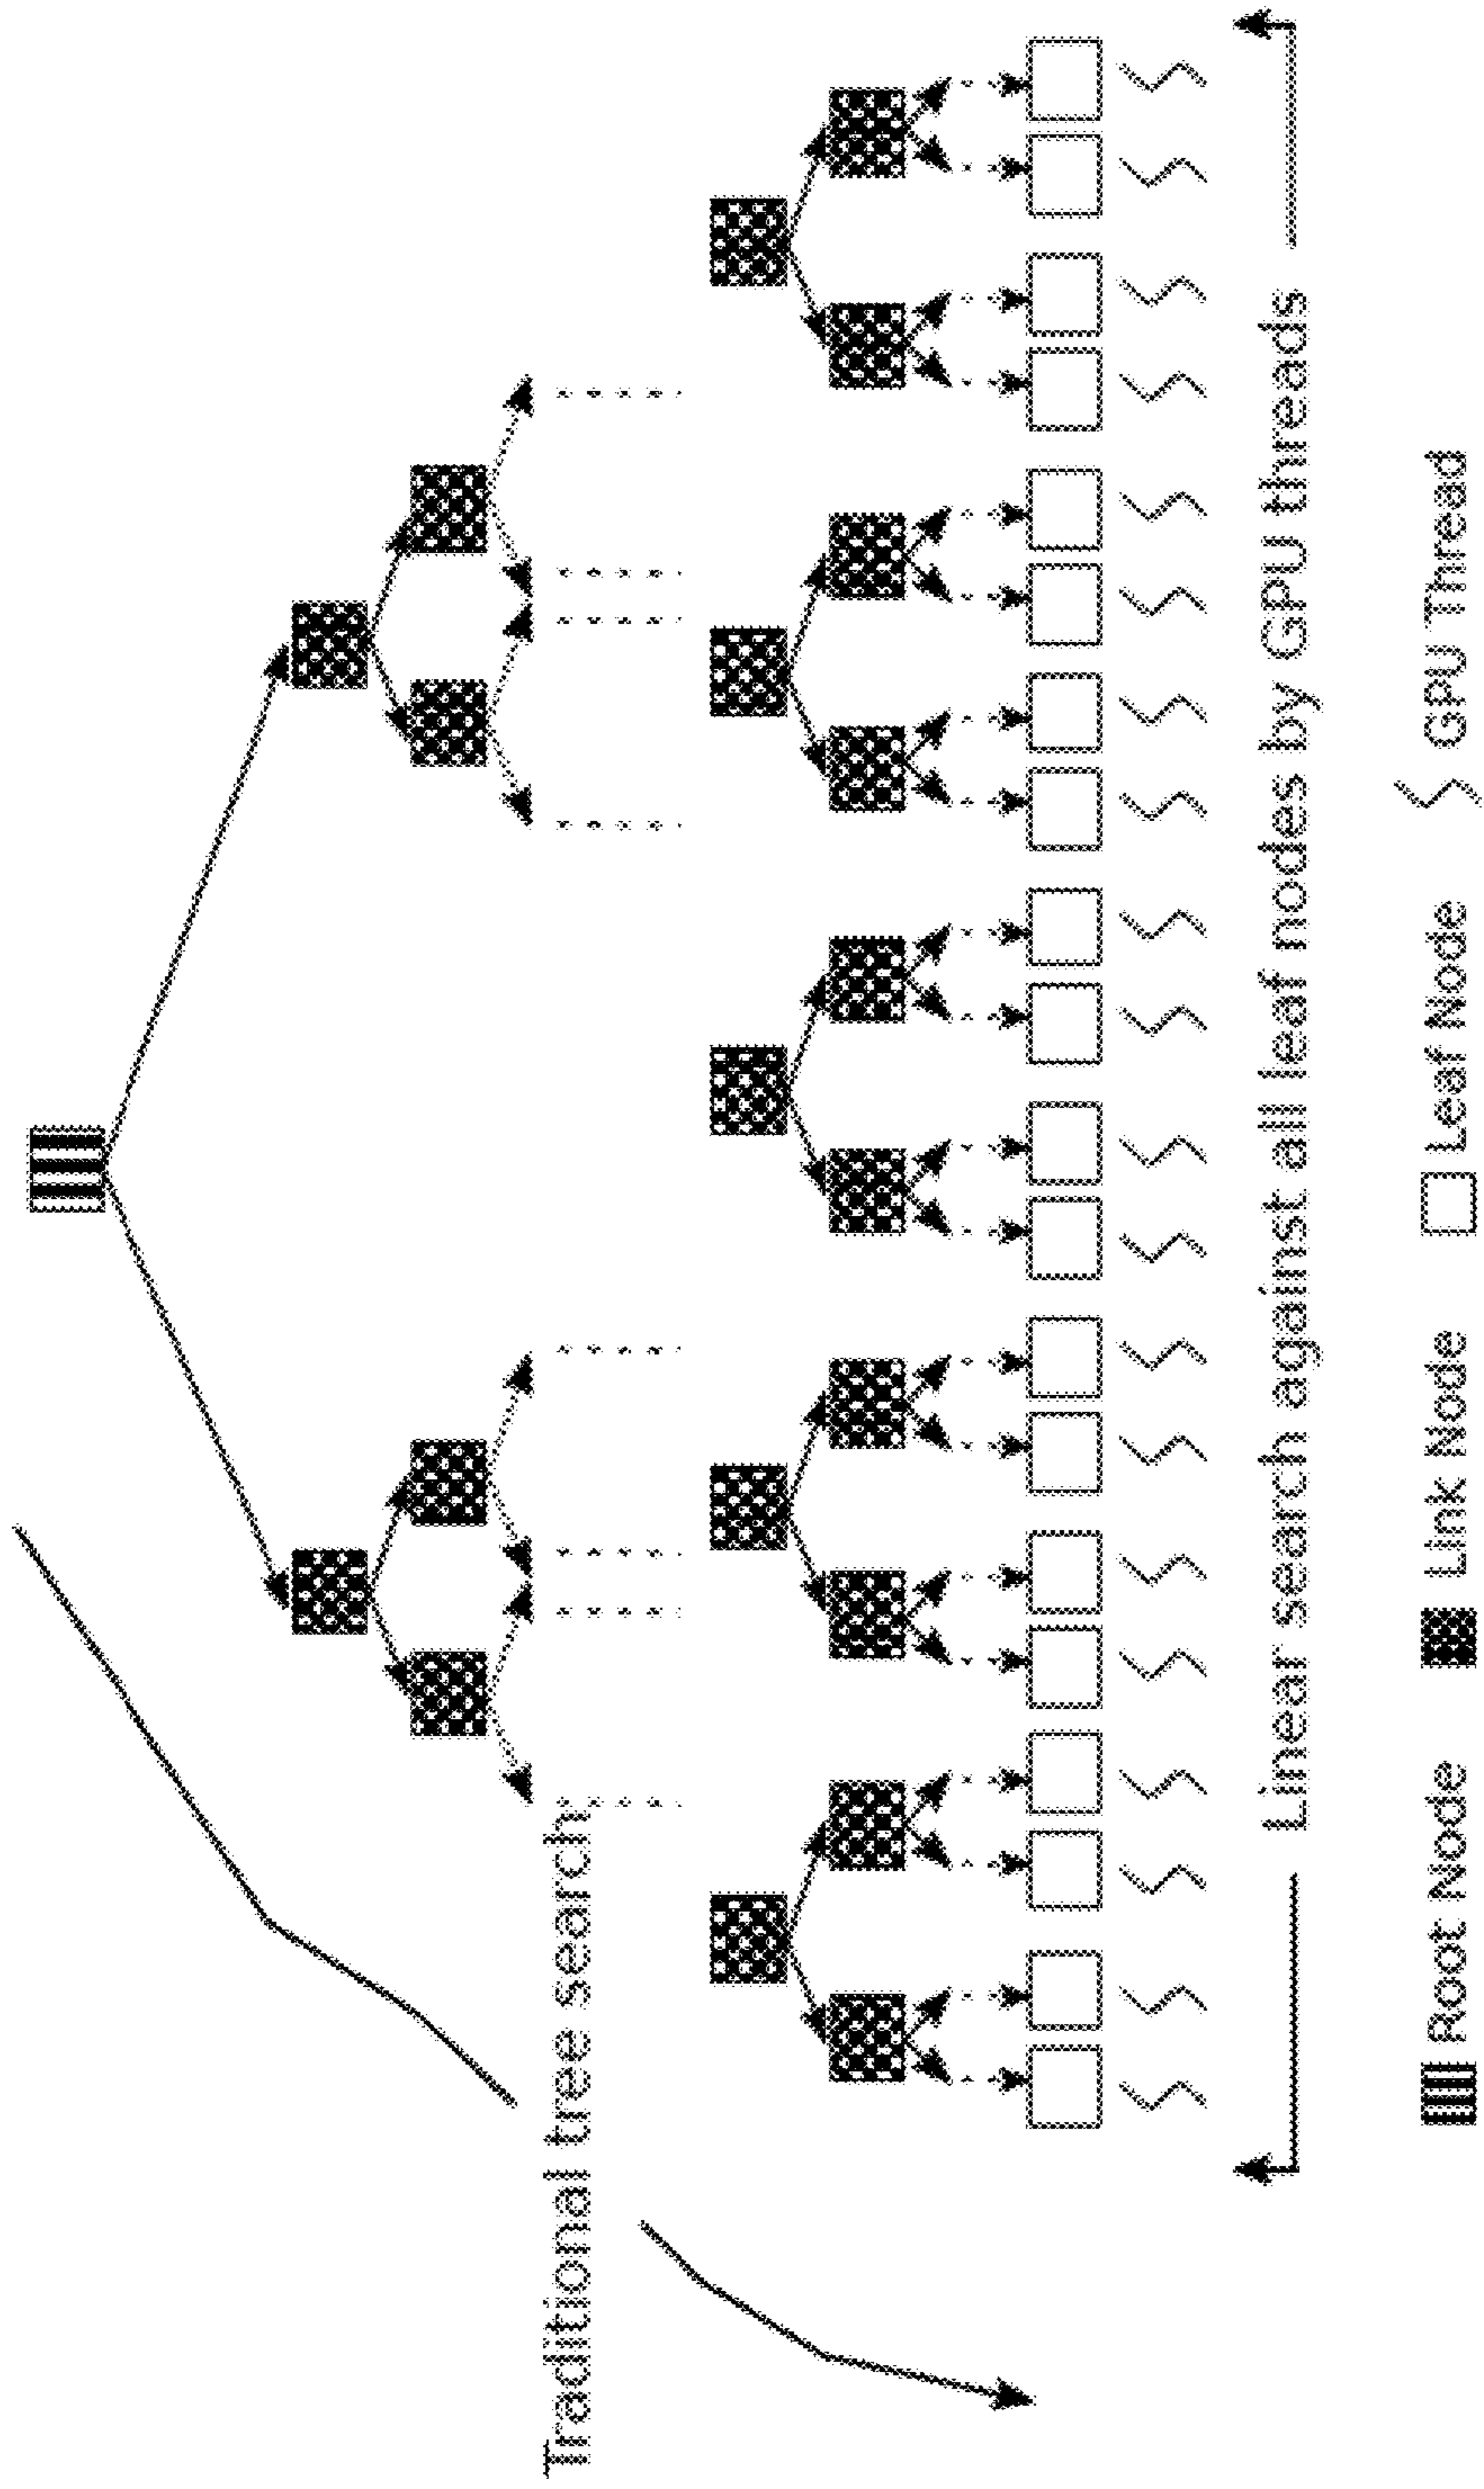 Traditional tree search
Linear search against all leaf nodes by GPU threads
Root Node
Link Node
Leaf Node
GPU Thread